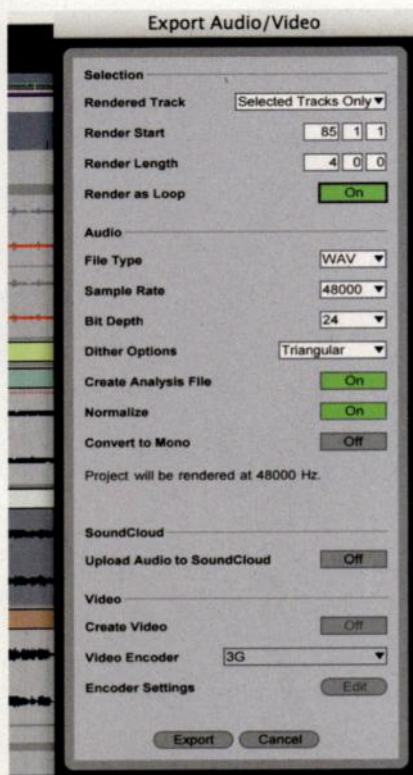 Export Audio/Video
Selection
Rendered Track Selected Tracks Only
Render Start 85 1 1
Render Length 4 0 0
Render as Loop On
Audio
File Type WAV
Sample Rate 48000
Bit Depth 24
Dither Options Triangular
Create Analysis File On
Normalize On
Convert to Mono Off
Project will be rendered at 48000 Hz.
SoundCloud
Upload Audio to SoundCloud Off
Video
Create Video Off
Video Encoder 3G
Encoder Settings Edit
Export Cancel